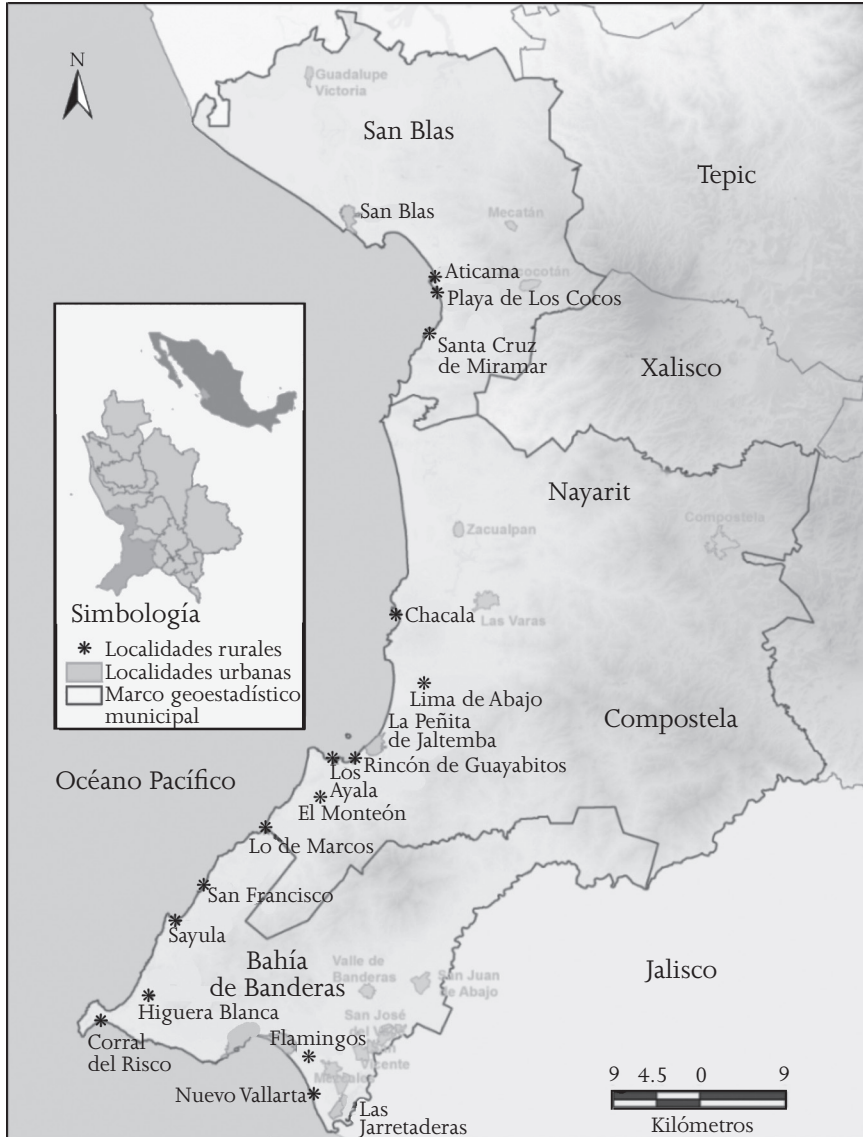 N
Guadalupe
Victoria
San Blas
Tepic
San Blas
Mecatán
Aticama
Playa de Los Cocos
Santa Cruz
de Miramar
Xalisco
Nayarit
Zacualpan
Compostela
Chacala
Las Varas
Simbología
Localidades rurales
Localidades urbanas
Marco geoestadístico
municipal
Lima de Abajo
La Peñita
de Jaltemba
Compostela
Océano Pacífico
Los
Ayala
Rincón de Guayabitos
El Monteón
Lo de Marcos
San Francisco
Sayula
Bahía
de Banderas
Valle de
Banderas
San Juan
de Abajo
Jalisco
Higuera Blanca
San José
del
Corral
del Risco
Flamingos
Vicente
Nuevo Vallarta
Las
Jarretaderas
9 4.5 0 9
Kilómetros